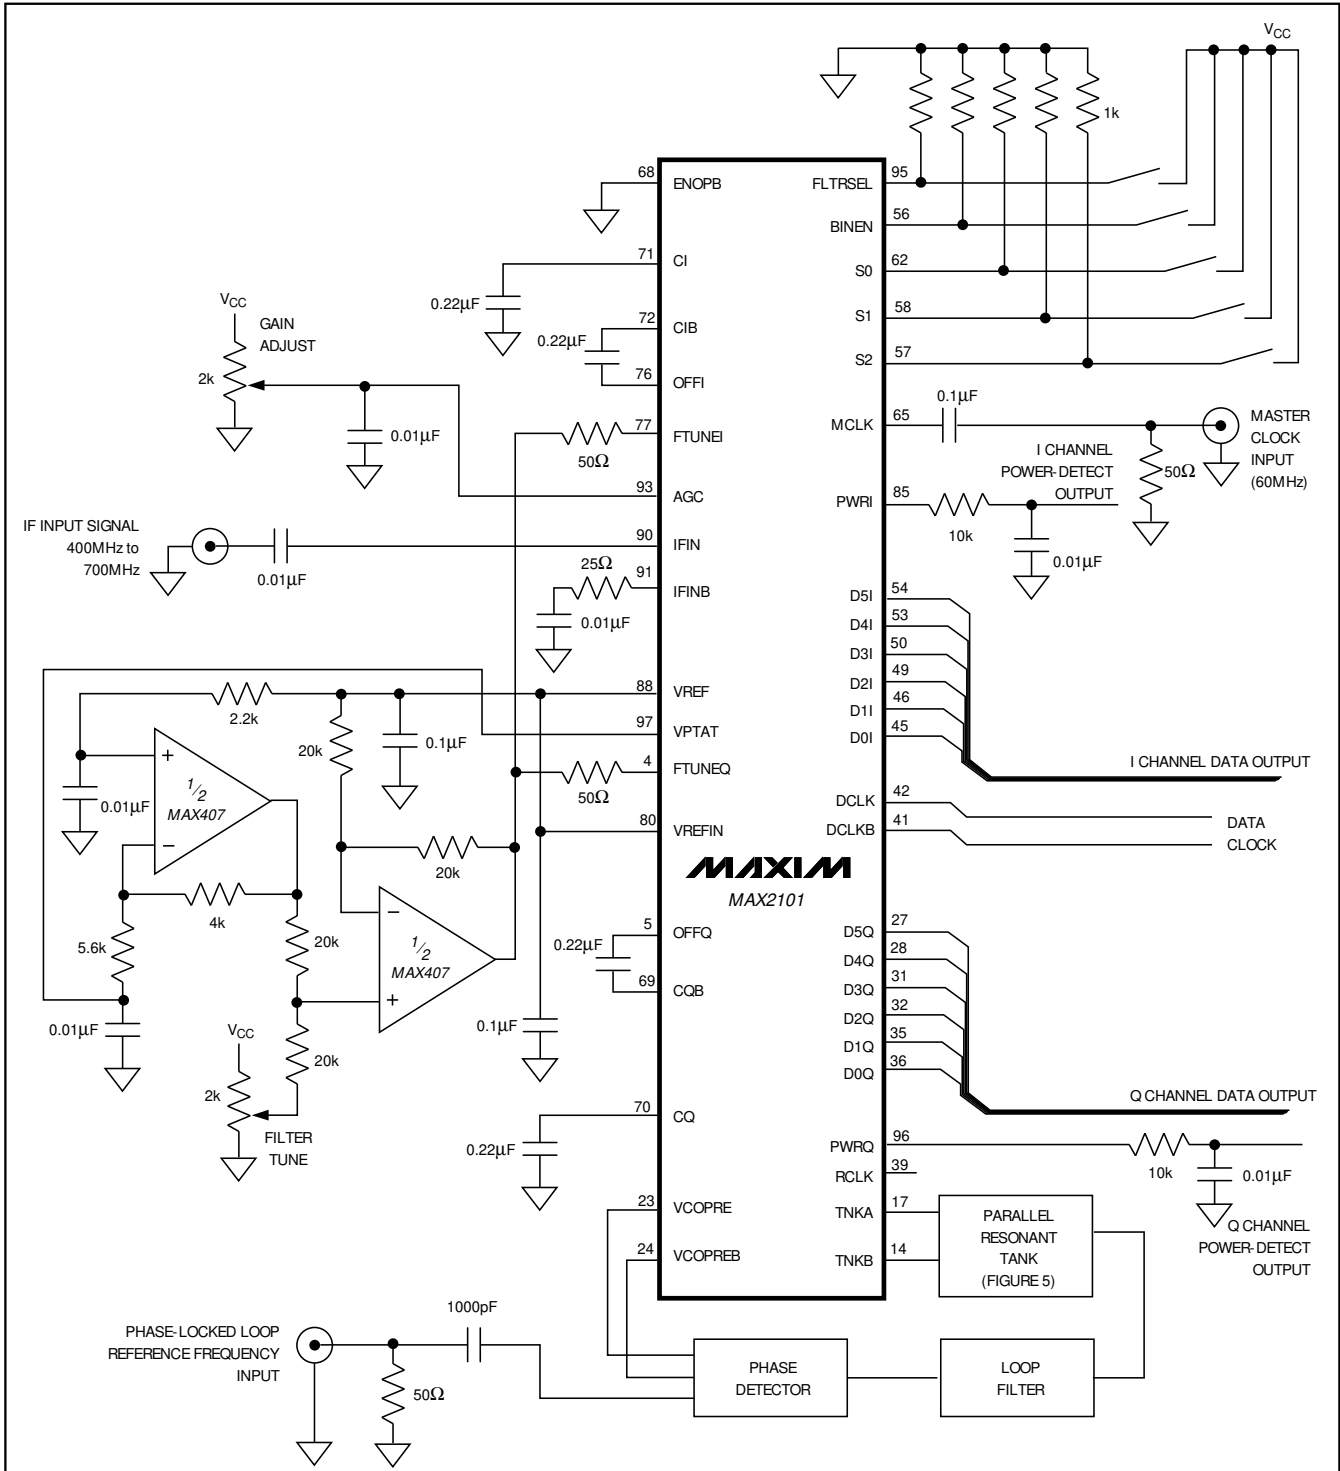 VCC
1k
68
ENOPB
FLTRSEL
95
BINEN
56
71
CI
S0
62
0.22µF
S1
58
72
CIB
0.22µF
S2
57
76
OFFI
VCC
GAIN
ADJUST
2k
0.01µF
77
FTUNEI
50Ω
MCLK
65
0.1µF
MASTER
CLOCK
INPUT
(60MHz)
50Ω
I CHANNEL
POWER-DETECT
OUTPUT
93
AGC
PWRI
85
10k
0.01µF
IF INPUT SIGNAL
400MHz to
700MHz
0.01µF
90
IFIN
25Ω
91
IFINB
0.01µF
D5I
54
D4I
53
D3I
50
D2I
49
D1I
46
D0I
45
I CHANNEL DATA OUTPUT
88
VREF
2.2k
97
VPTAT
20k
0.1µF
4
FTUNEQ
50Ω
+
1/2
MAX407
−
0.01µF
80
VREFIN
DCLK
42
DCLKB
41
DATA
CLOCK
20k
MAXIM
MAX2101
4k
5.6k
20k
−
1/2
MAX407
+
5
OFFQ
0.22µF
69
CQB
D5Q
27
D4Q
28
D3Q
31
D2Q
32
D1Q
35
D0Q
36
Q CHANNEL DATA OUTPUT
0.01µF
VCC
20k
0.1µF
2k
FILTER
TUNE
70
CQ
0.22µF
PWRQ
96
10k
0.01µF
Q CHANNEL
POWER-DETECT
OUTPUT
RCLK
39
23
VCOPRE
TNKA
17
24
VCOPREB
TNKB
14
PARALLEL
RESONANT
TANK
(FIGURE 5)
1000pF
PHASE-LOCKED LOOP
REFERENCE FREQUENCY
INPUT
50Ω
PHASE
DETECTOR
LOOP
FILTER